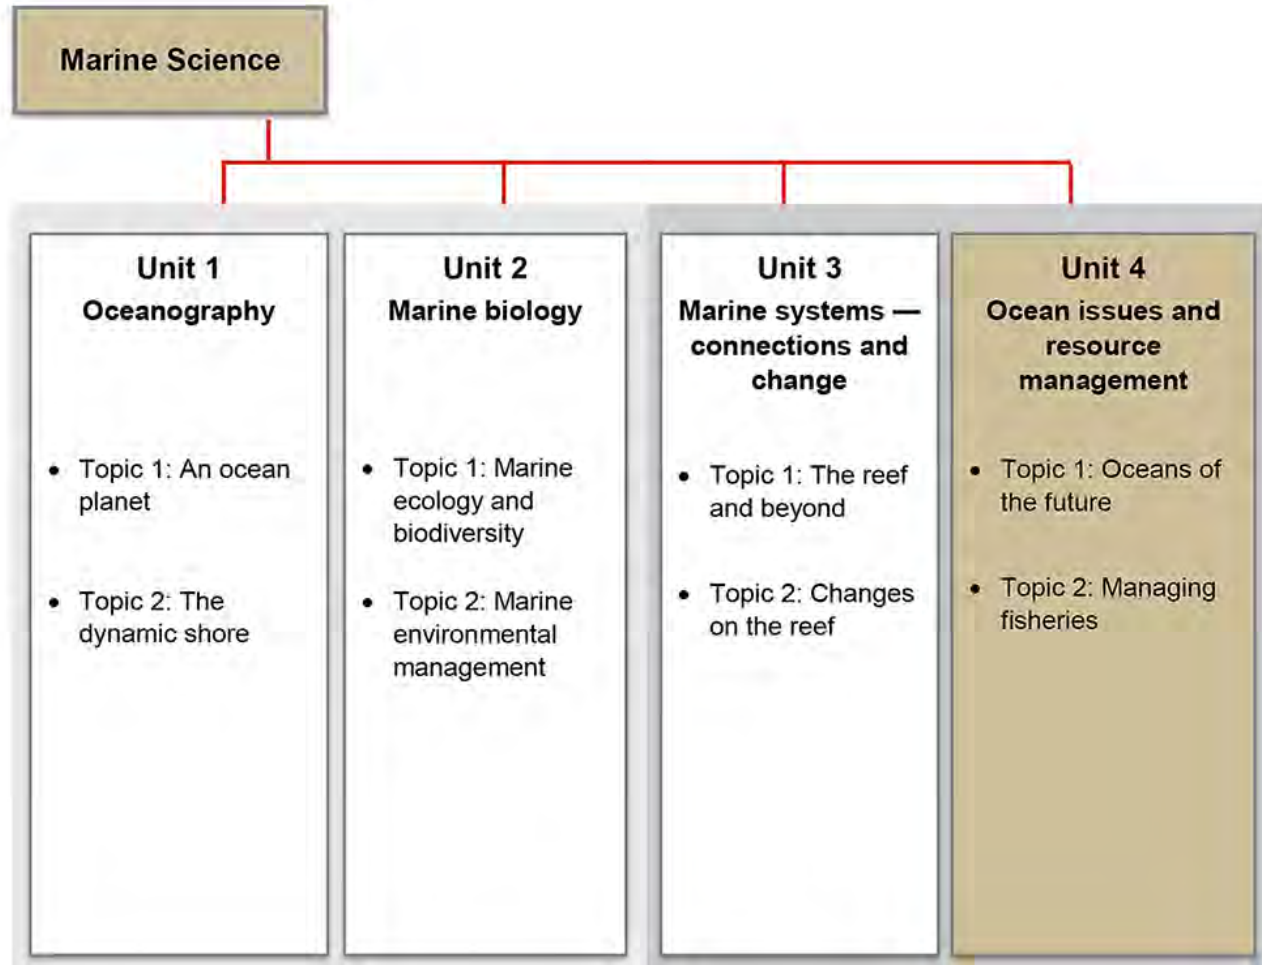 Marine Science
Unit 1
Oceanography
• Topic 1: An ocean
planet
• Topic 2: The
dynamic shore
Unit 2
Marine biology
• Topic 1: Marine
ecology and
biodiversity
• Topic 2: Marine
environmental
management
Unit 3
Marine systems —
connections and
change
• Topic 1: The reef
and beyond
• Topic 2: Changes
on the reef
Unit 4
Ocean issues and
resource
management
• Topic 1: Oceans of
the future
• Topic 2: Managing
fisheries